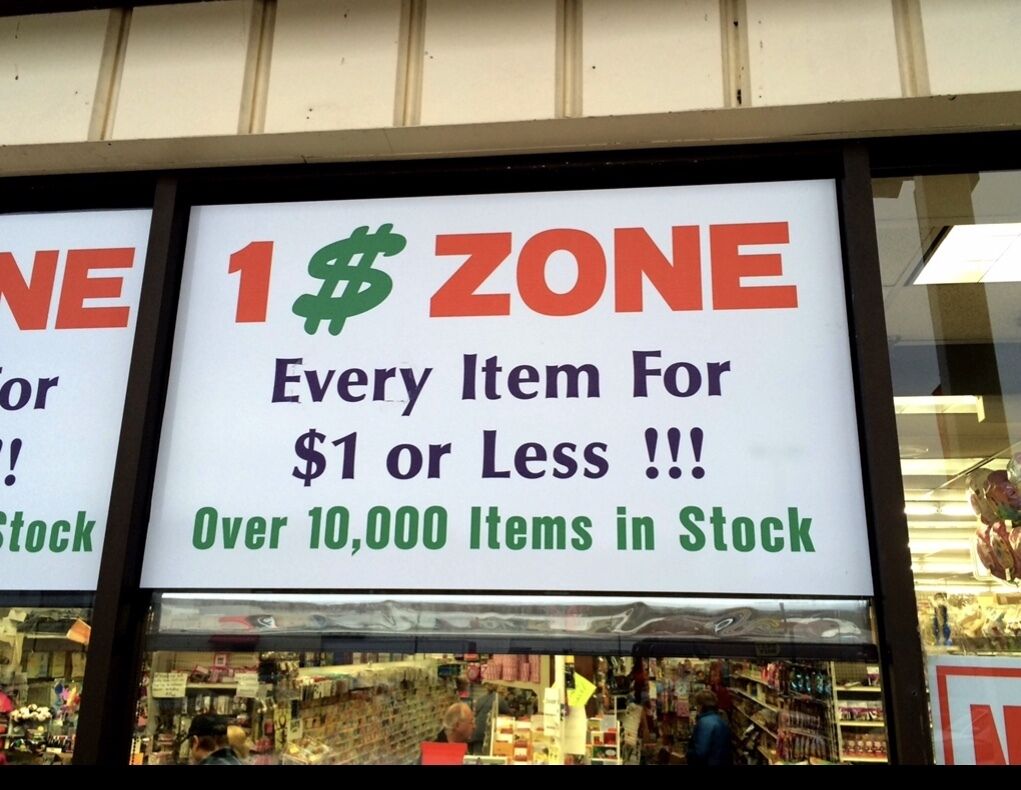 NE
or
!
Stock
1 $ ZONE
Every Item For
$1 or Less !!!
Over 10,000 Items in Stock